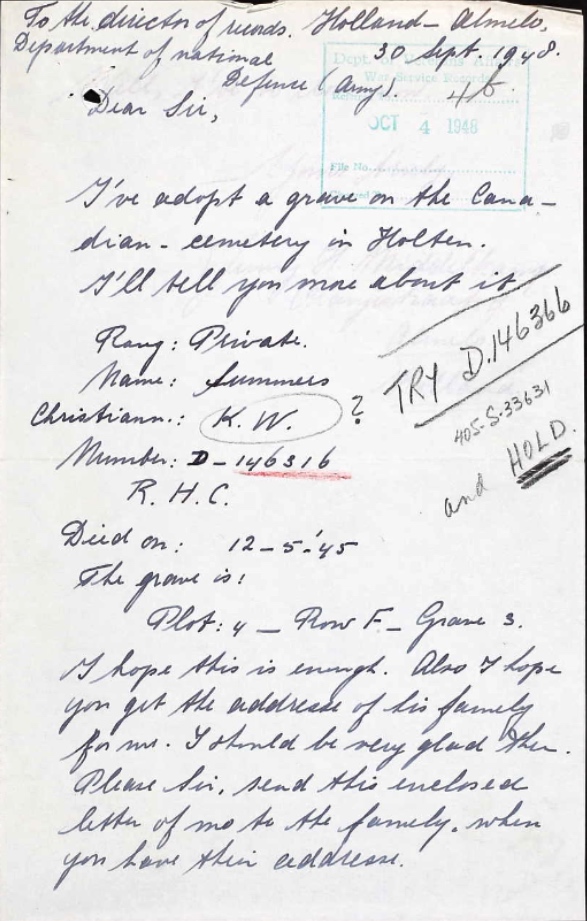 To the director of records. Holland - Almelo,
Department of national 30 Sept. 1948.
Defence (Army). 4/6
Dept. of Veterans Affairs
War Service Records
OCT 4 1948
File No.
Dear Sir,
I've adopt a grave on the Cana-
dian - cemetery in Holten.
I'll tell you more about it.
Rang: Private.
Name: Summers
Christiann.: K. W. ?
Number: D-146316
R. H. C.
TRY D.146366
405-S-33631
and HOLD.
Died on: 12-5-'45
The grave is:
Plot: 4 - Row F - Grave 3.
I hope this is enough. Also I hope
you get the addresse of his family
for me. I should be very glad then.
Please Sir, send this enclosed
letter of me to the family, when
you have their addresse.